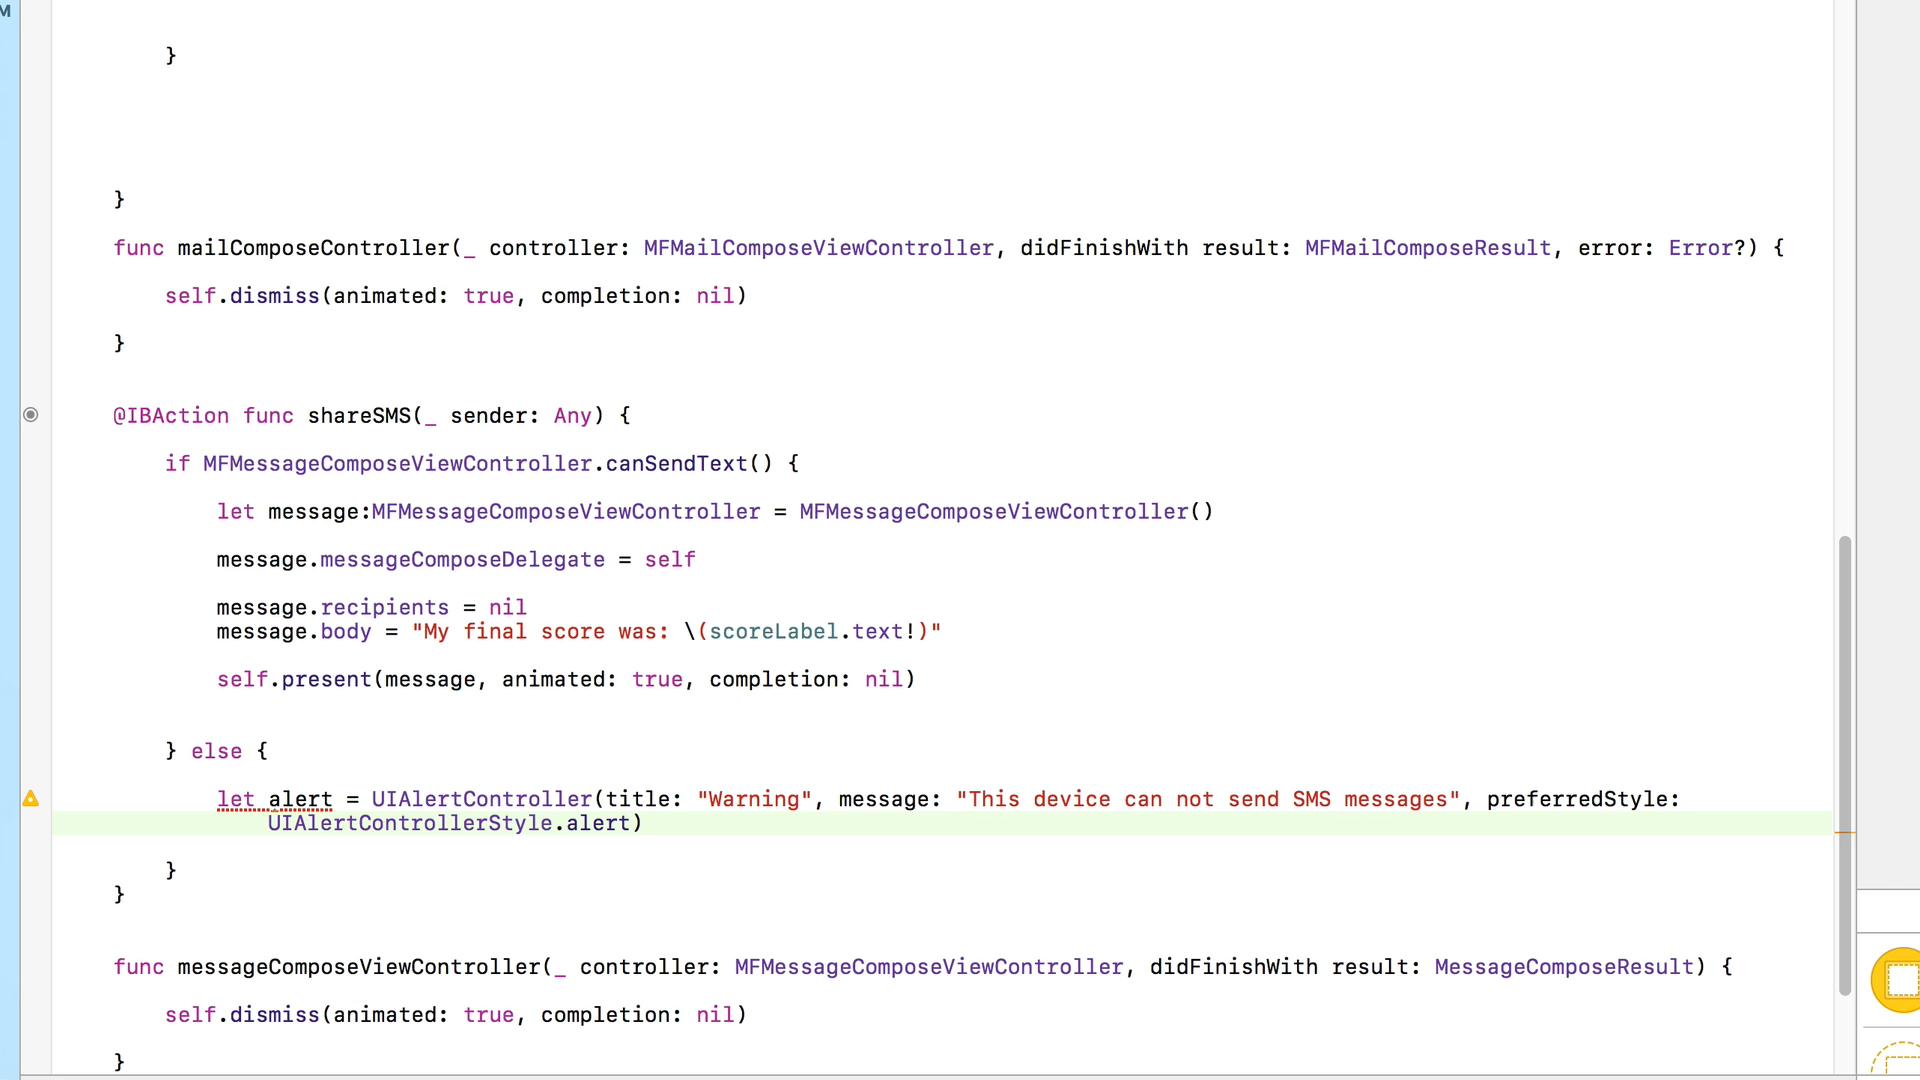 M
}
}
func mailComposeController(_ controller: MFMailComposeViewController, didFinishWith result: MFMailComposeResult, error: Error?) {
self.dismiss(animated: true, completion: nil)
}
@IBAction func shareSMS(_ sender: Any) {
if MFMessageComposeViewController.canSendText() {
let message:MFMessageComposeViewController = MFMessageComposeViewController()
message.messageComposeDelegate = self
message.recipients = nil
message.body = "My final score was: \(scoreLabel.text!)"
self.present(message, animated: true, completion: nil)
} else {
let alert = UIAlertController(title: "Warning", message: "This device can not send SMS messages", preferredStyle:
UIAlertControllerStyle.alert)
}
}
func messageComposeViewController(_ controller: MFMessageComposeViewController, didFinishWith result: MessageComposeResult) {
self.dismiss(animated: true, completion: nil)
}